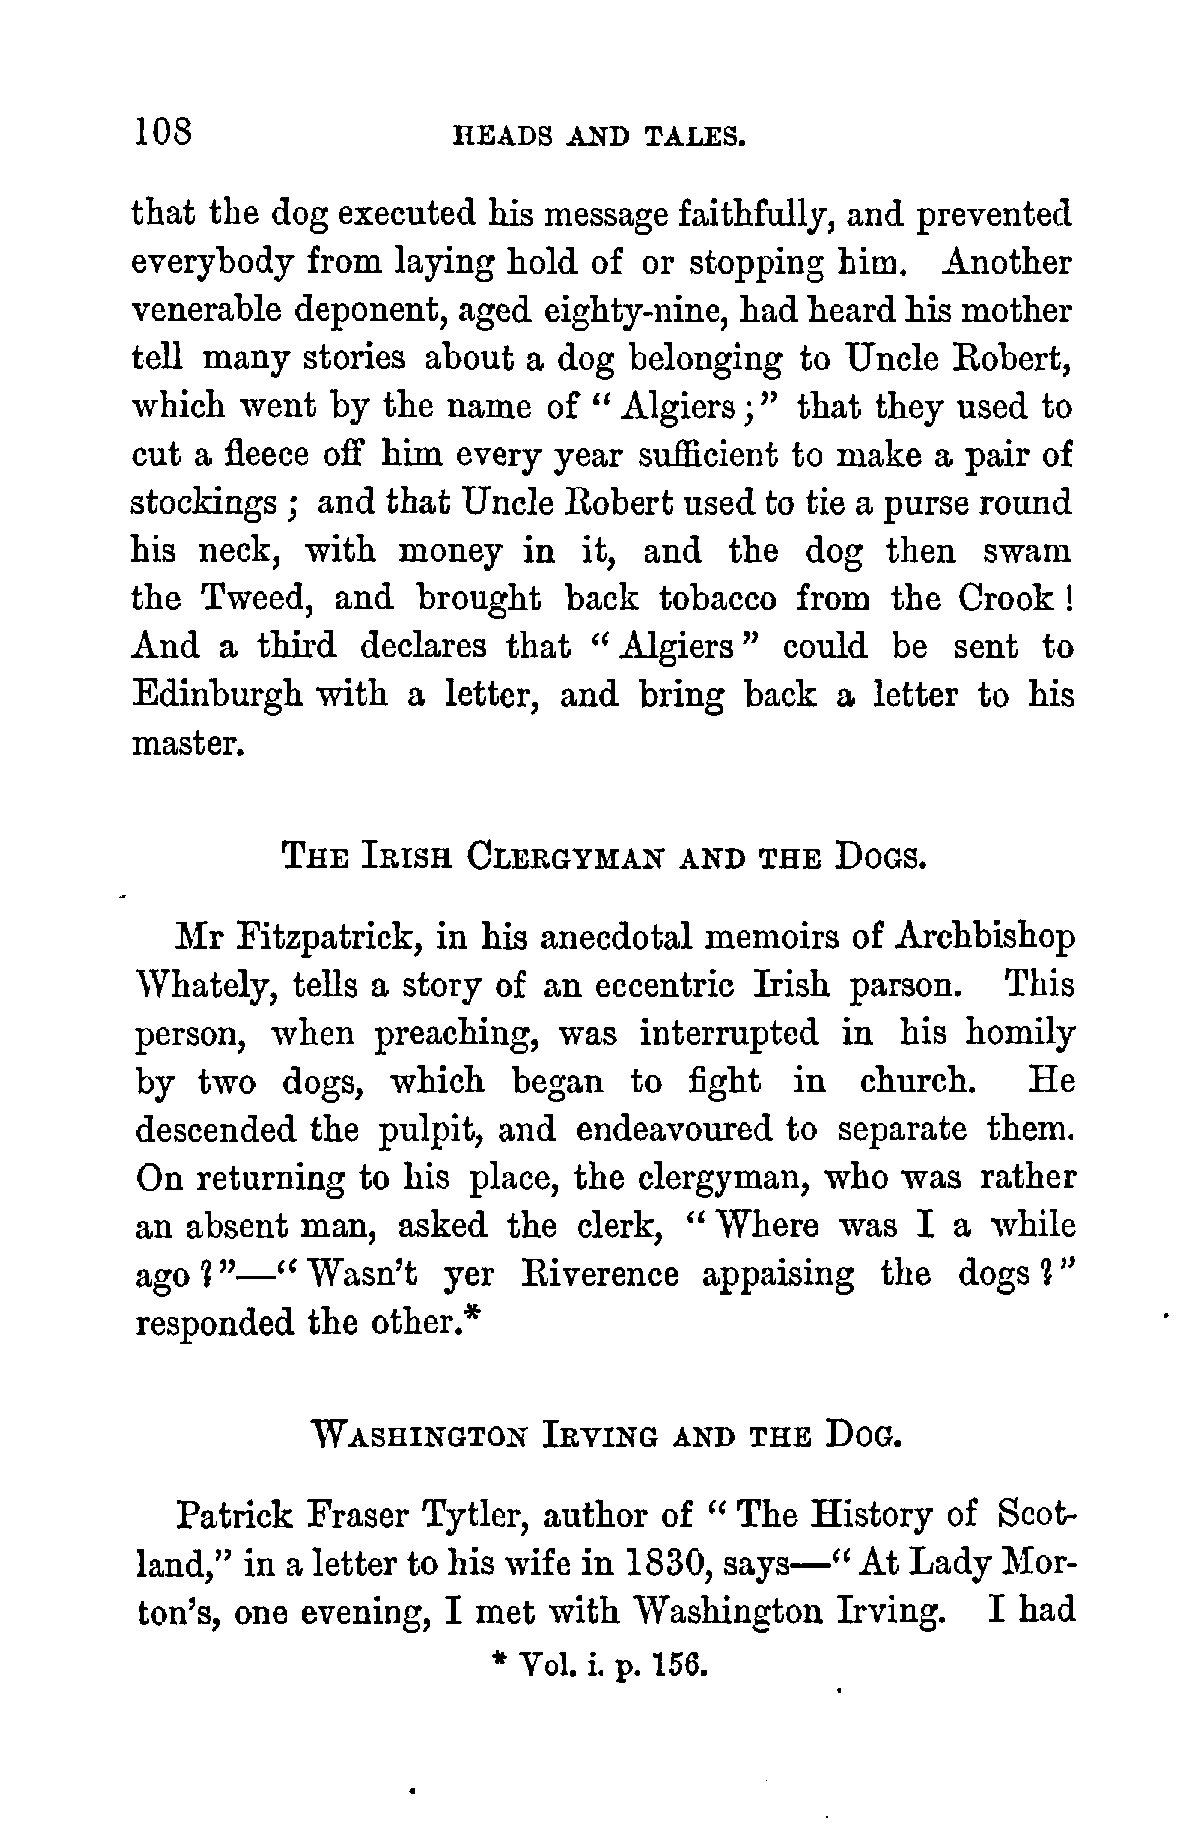 108 HEADS AND TALES.
that the dog executed his message faithfully, and prevented
everybody from laying hold of or stopping him. Another
venerable deponent, aged eighty-nine, had heard his mother
tell many stories about a dog belonging to Uncle Robert,
which went by the name of “ Algiers ;” that they used to
cut a fleece off him every year sufficient to make a pair of
stockings ; and that Uncle Robert used to tie a purse round
his neck, with money in it, and the dog then swam
the Tweed, and brought back tobacco from the Crook !
And a third declares that “ Algiers ” could be sent to
Edinburgh with a letter, and bring back a letter to his
master.
THE IRISH CLERGYMAN AND THE DOGS.
Mr Fitzpatrick, in his anecdotal memoirs of Archbishop
Whately, tells a story of an eccentric Irish parson. This
person, when preaching, was interrupted in his homily
by two dogs, which began to fight in church. He
descended the pulpit, and endeavoured to separate them.
On returning to his place, the clergyman, who was rather
an absent man, asked the clerk, “ Where was I a while
ago ?”—“ Wasn’t yer Riverence appaising the dogs ?”
responded the other.*
WASHINGTON IRVING AND THE DOG.
Patrick Fraser Tytler, author of “ The History of Scot-
land,” in a letter to his wife in 1830, says—“ At Lady Mor-
ton’s, one evening, I met with Washington Irving. I had
* Vol. i. p. 156.